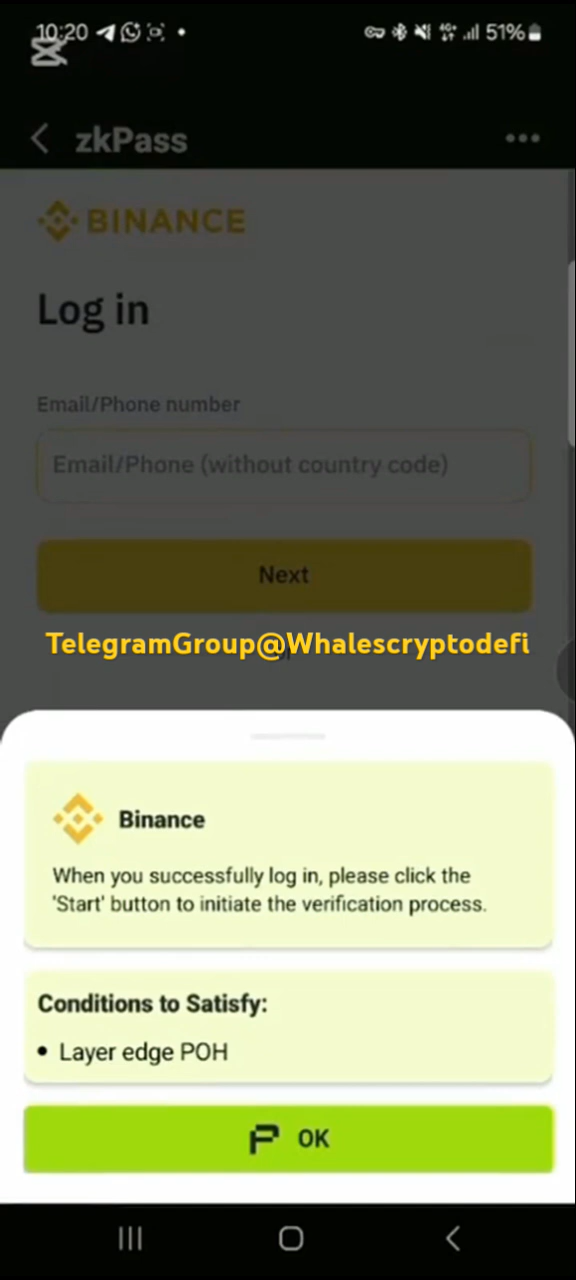 10:20
51%
zkPass
BINANCE
Log in
Email/Phone number
Email/Phone (without country code)
Next
TelegramGroup@Whalescryptodefi
Binance
When you successfully log in, please click the
'Start' button to initiate the verification process.
Conditions to Satisfy:
• Layer edge POH
OK